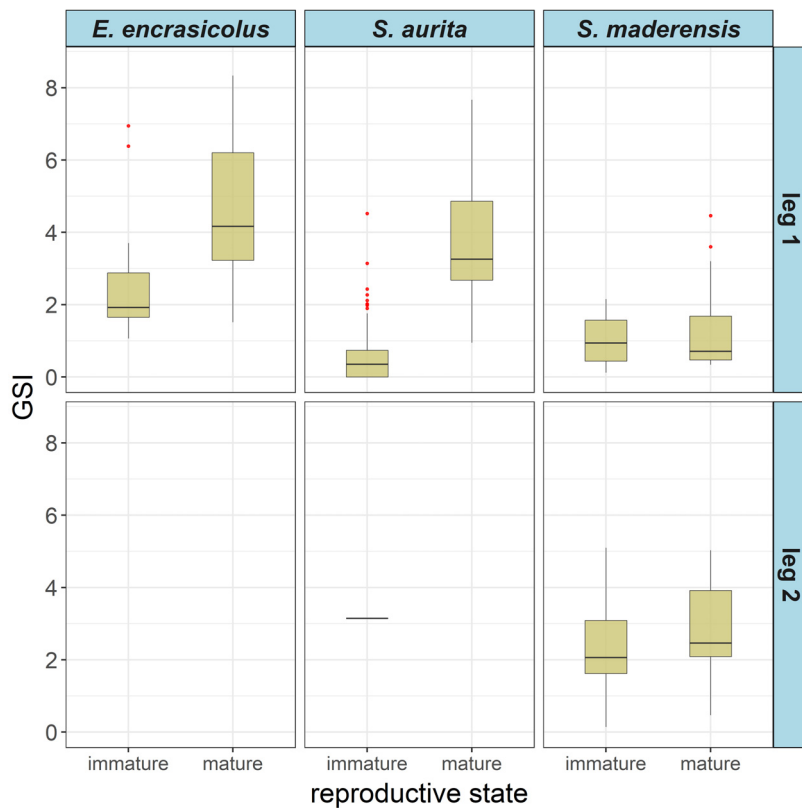 E. encrasicolus
S. aurita
S. maderensis
8
6
4
2
0
leg 1
GSI
8
6
4
2
0
leg 2
immature
mature
immature
mature
immature
mature
reproductive state